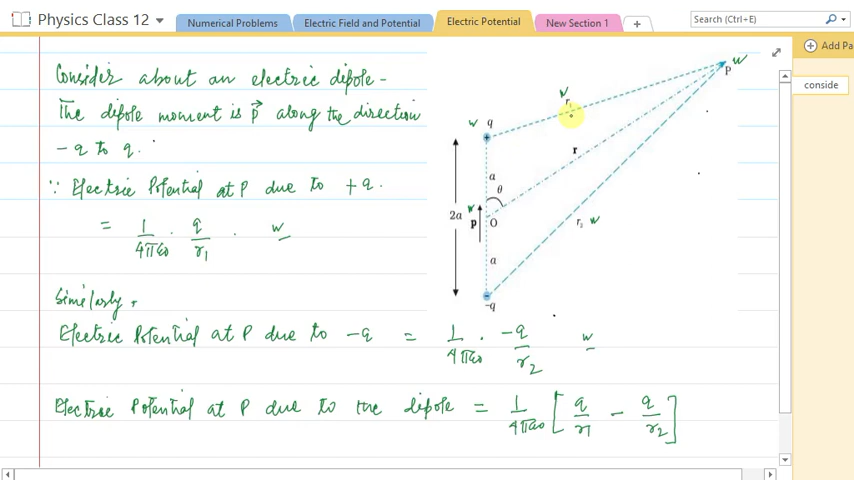 Physics Class 12
Numerical Problems
Electric Field and Potential
Electric Potential
New Section 1
Search (Ctrl+E)
Add Pa
conside
Consider about an electric dipole -
The dipole moment is p⃗ along the direction
-q to q.
∵ Electric Potential at P due to +q.
= 1/4πε0 . q/r1 . w
Similarly,
Electric Potential at P due to -q = 1/4πε0 . -q/r2 w
Electric Potential at P due to the dipole = 1/4πε0 [q/r1 - q/r2]
w
P
w
r1
w
q
+
r
a
θ
2a
w
p
O
r2 w
a
-q